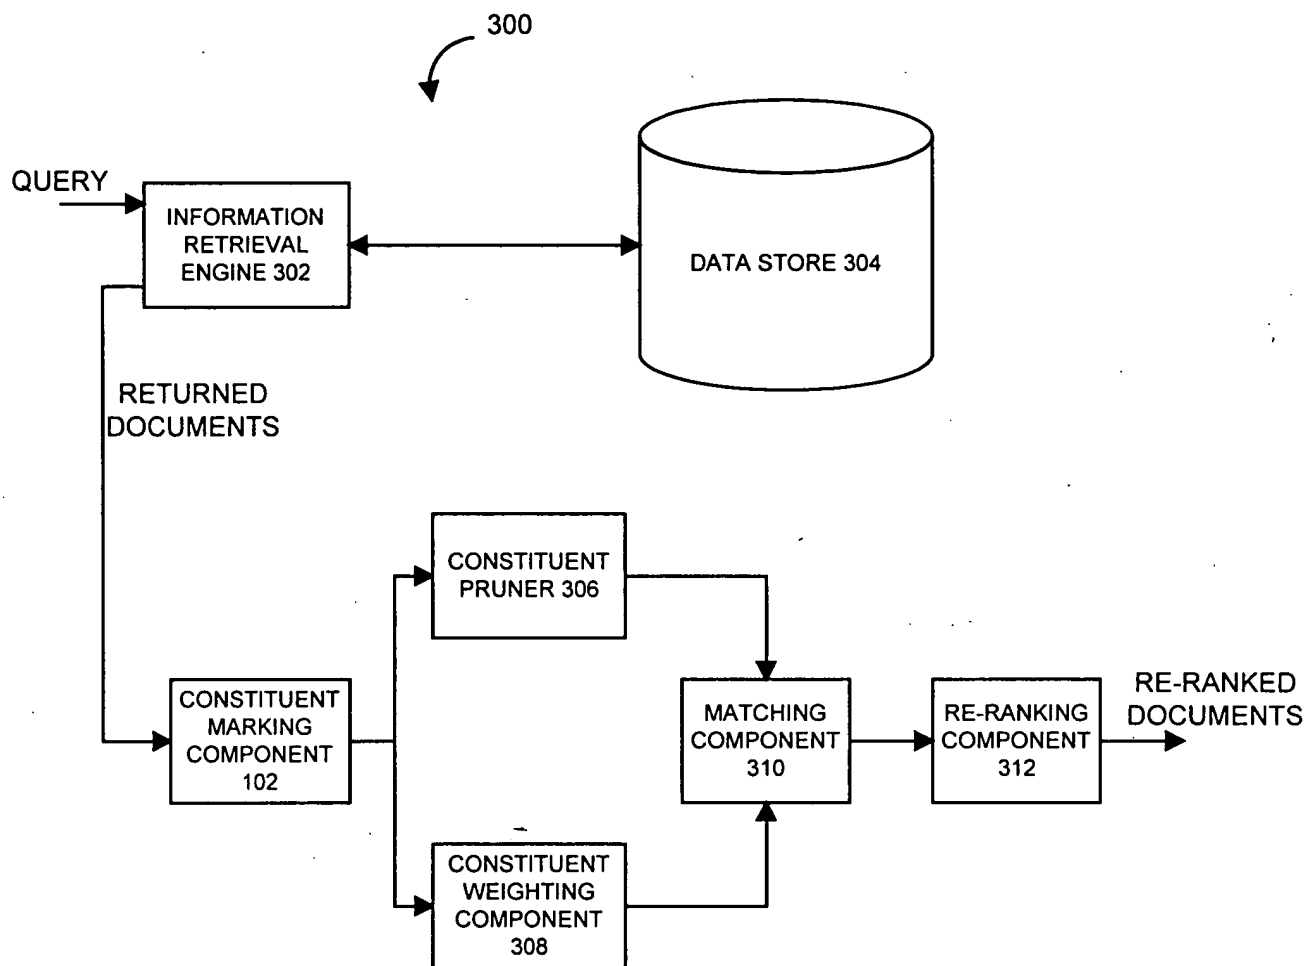 300
QUERY
INFORMATION
RETRIEVAL
ENGINE 302
DATA STORE 304
RETURNED
DOCUMENTS
CONSTITUENT
PRUNER 306
CONSTITUENT
MARKING
COMPONENT
102
MATCHING
COMPONENT
310
RE-RANKING
COMPONENT
312
RE-RANKED
DOCUMENTS
CONSTITUENT
WEIGHTING
COMPONENT
308